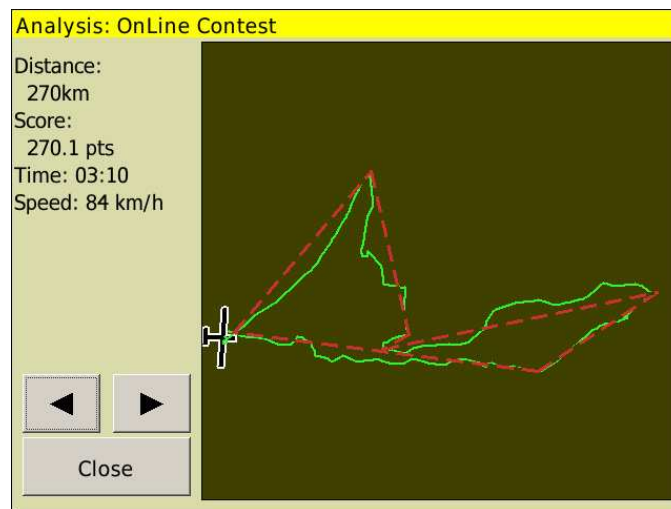 Analysis: OnLine Contest
Distance:
270km
Score:
270.1 pts
Time: 03:10
Speed: 84 km/h
Close